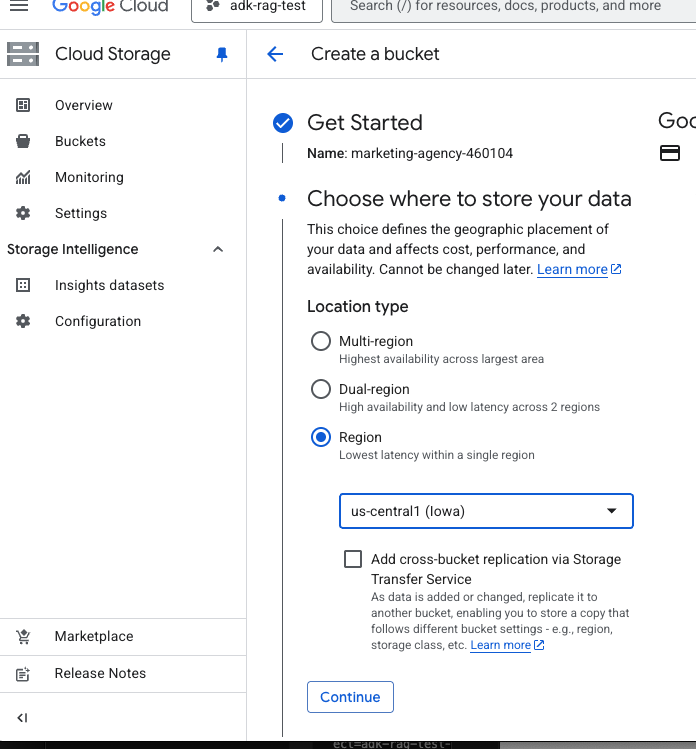 Google Cloud
adk-rag-test
Search (/) for resources, docs, products, and more
Cloud Storage
Create a bucket
Overview
Buckets
Monitoring
Settings
Storage Intelligence
Insights datasets
Configuration
Marketplace
Release Notes
Get Started
Name: marketing-agency-460104
Choose where to store your data
This choice defines the geographic placement of
your data and affects cost, performance, and
availability. Cannot be changed later. Learn more
Location type
Multi-region
Highest availability across largest area
Dual-region
High availability and low latency across 2 regions
Region
Lowest latency within a single region
us-central1 (Iowa)
Add cross-bucket replication via Storage
Transfer Service
As data is added or changed, replicate it to
another bucket, enabling you to store a copy that
follows different bucket settings - e.g., region,
storage class, etc. Learn more
Continue
Goo
ect=adk-rag-test-